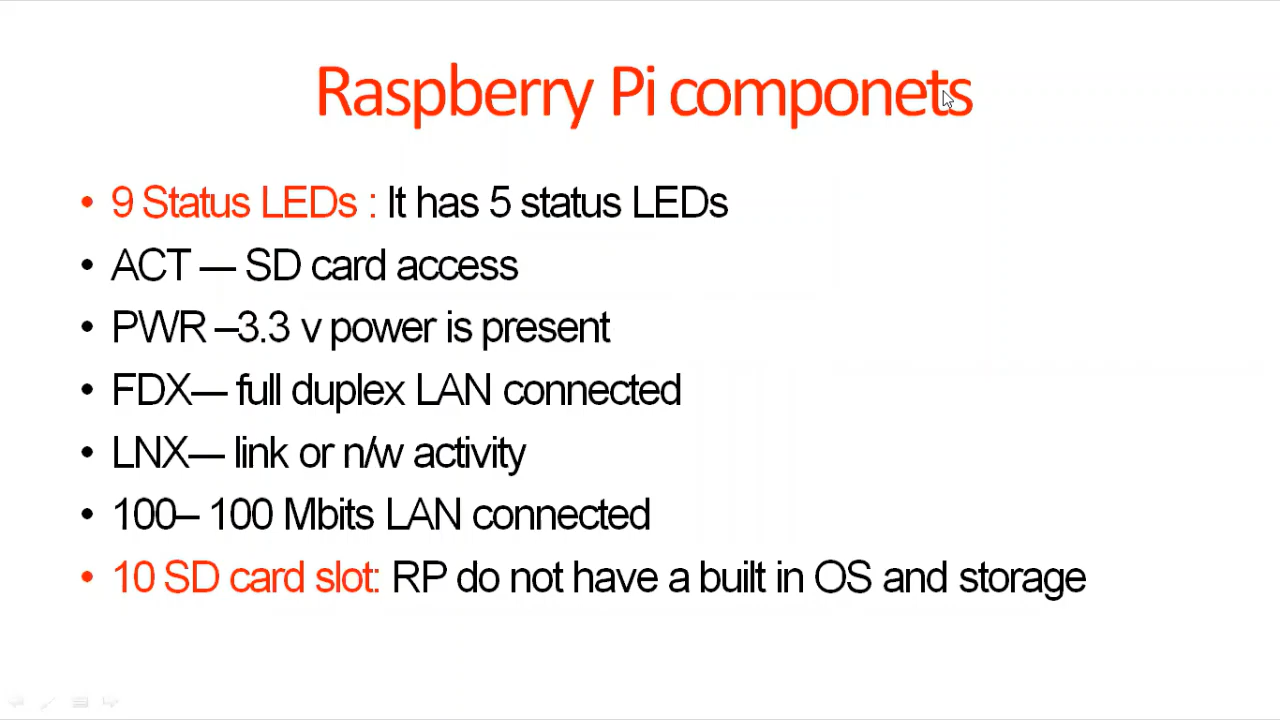 Raspberry Pi componets
• 9 Status LEDs : It has 5 status LEDs
• ACT — SD card access
• PWR –3.3 v power is present
• FDX— full duplex LAN connected
• LNX— link or n/w activity
• 100– 100 Mbits LAN connected
• 10 SD card slot: RP do not have a built in OS and storage